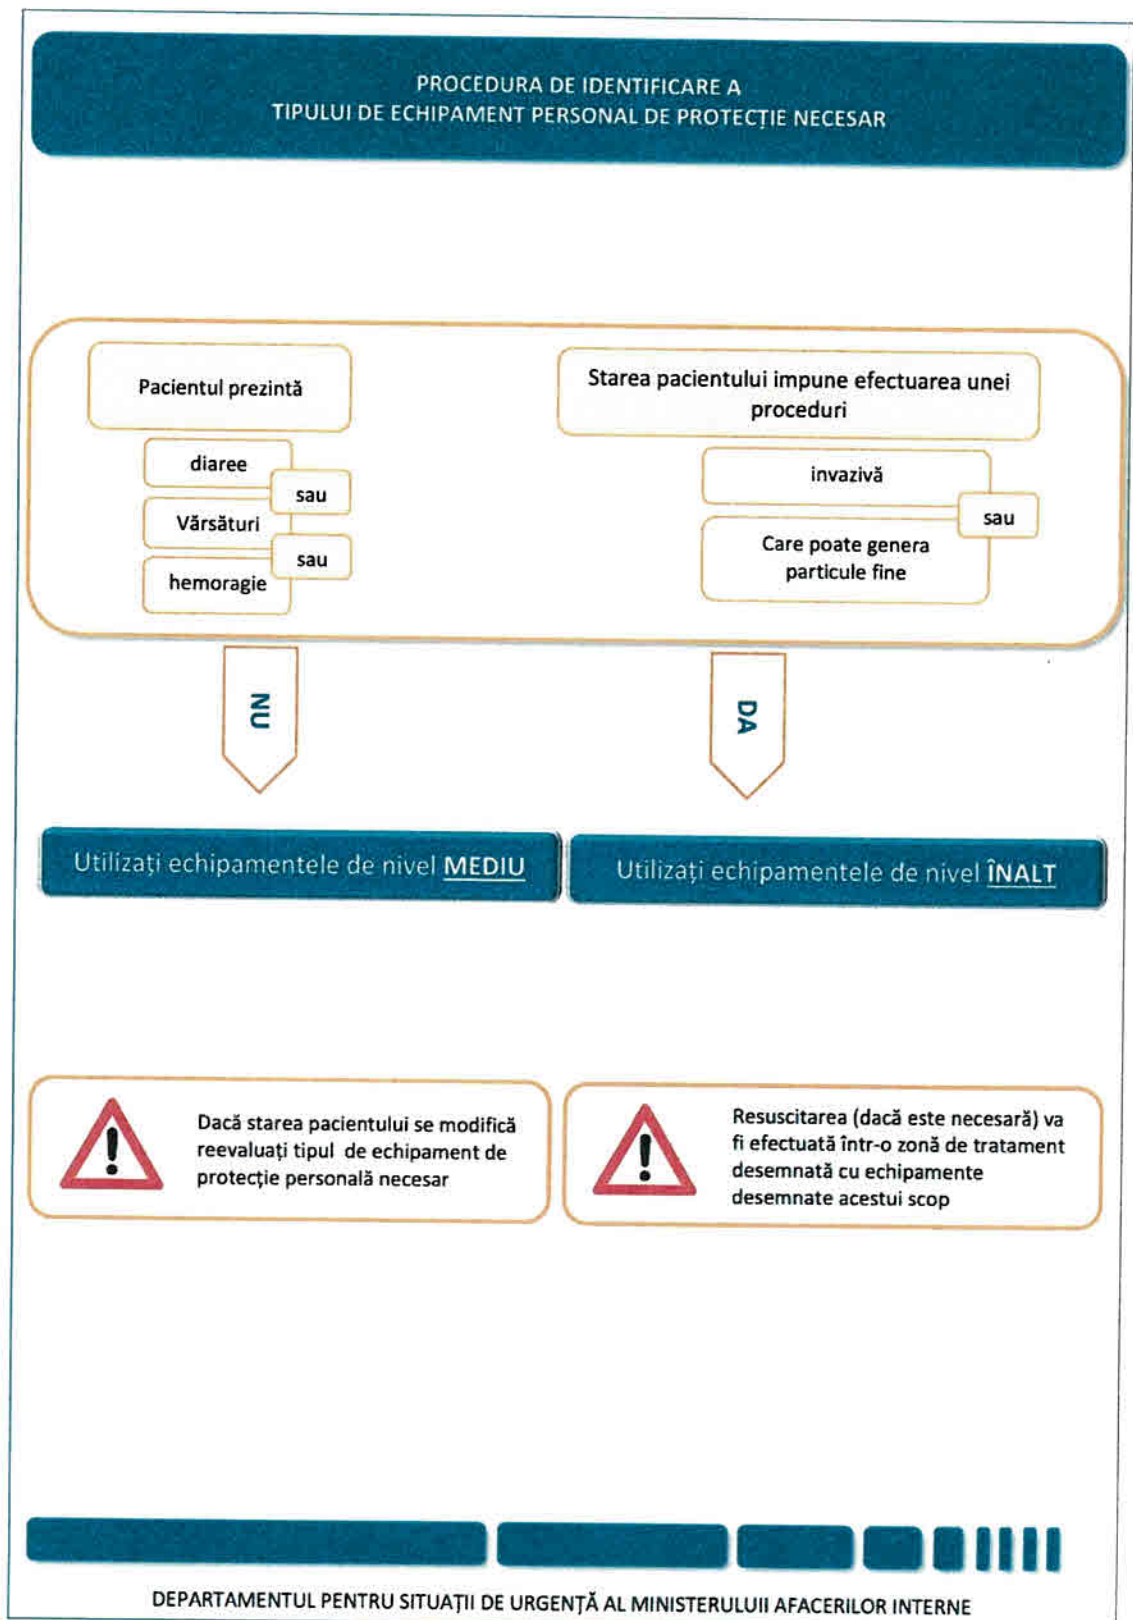 PROCEDURA DE IDENTIFICARE A
TIPULUI DE ECHIPAMENT PERSONAL DE PROTECȚIE NECESAR
Pacientul prezintă
diaree
sau
Vărsături
sau
hemoragie
Starea pacientului impune efectuarea unei
proceduri
invazivă
sau
Care poate genera
particule fine
NU
DA
Utilizați echipamentele de nivel MEDIU
Utilizați echipamentele de nivel ÎNALT
Dacă starea pacientului se modifică
reevaluați tipul de echipament de
protecție personală necesar
Resuscitarea (dacă este necesară) va
fi efectuată într-o zonă de tratament
desemnată cu echipamente
desemnate acestui scop
DEPARTAMENTUL PENTRU SITUAȚII DE URGENȚĂ AL MINISTERULUII AFACERILOR INTERNE